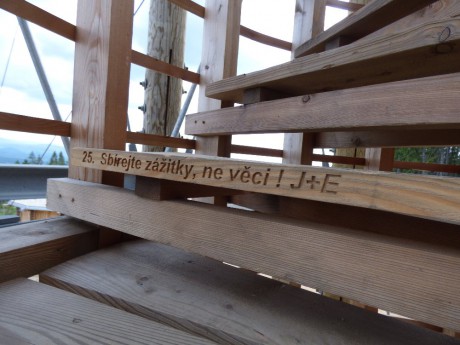 25. Sbírejte zážitky, ne věci ! J+E